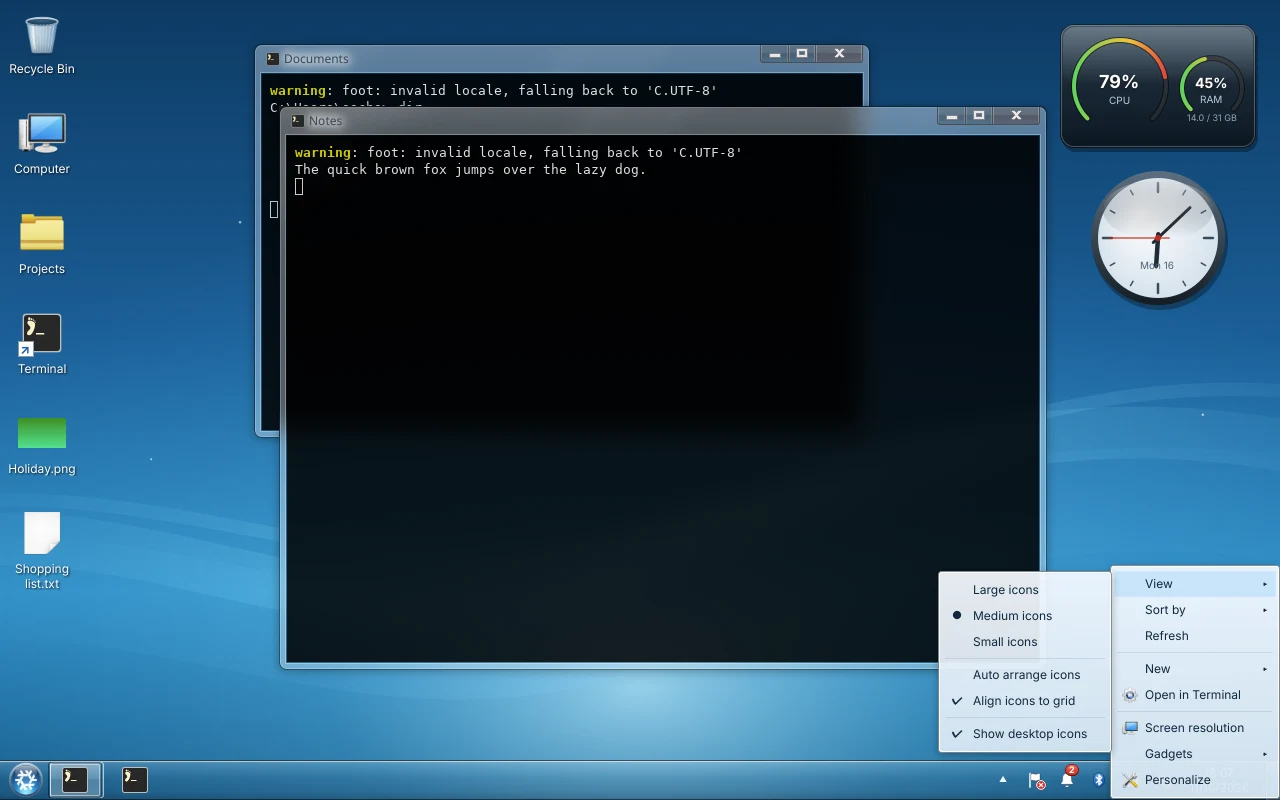 Recycle Bin
Computer
Projects
Terminal
Holiday.png
Shopping
list.txt
Documents
warning: foot: invalid locale, falling back to 'C.UTF-8'
Notes
warning: foot: invalid locale, falling back to 'C.UTF-8'
The quick brown fox jumps over the lazy dog.
79%
CPU
45%
RAM
14.0 / 31 GB
Mon 16
Large icons
Medium icons
Small icons
Auto arrange icons
Align icons to grid
Show desktop icons
View
Sort by
Refresh
New
Open in Terminal
Screen resolution
Gadgets
Personalize
2